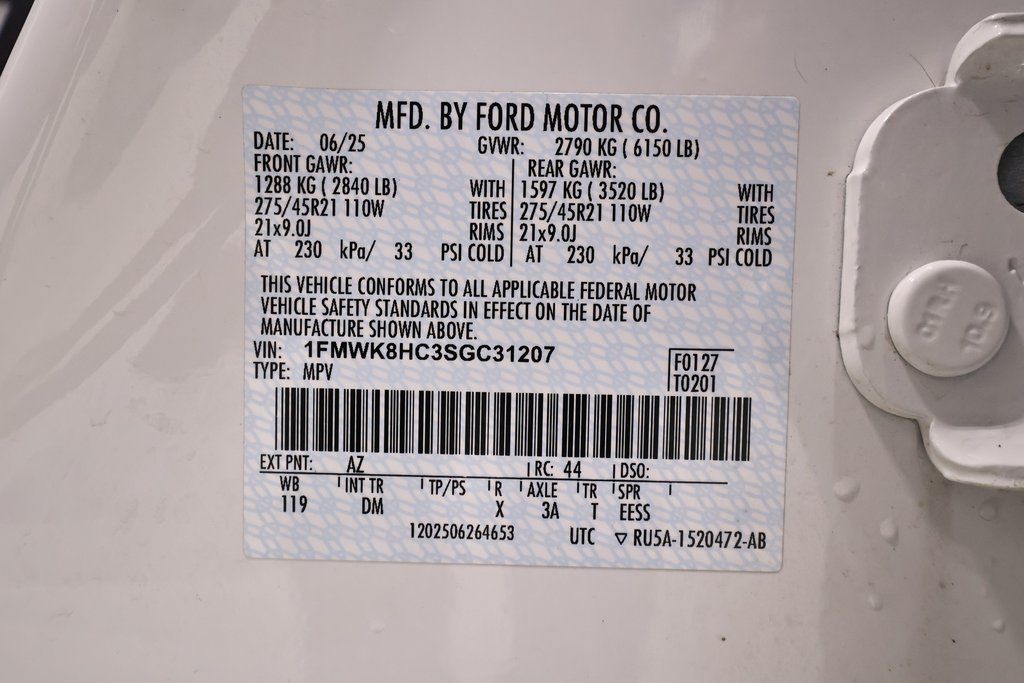 MFD. BY FORD MOTOR CO.
DATE: 06/25 GVWR: 2790 KG ( 6150 LB)
FRONT GAWR: REAR GAWR:
1288 KG ( 2840 LB) WITH 1597 KG ( 3520 LB) WITH
275/45R21 110W TIRES 275/45R21 110W TIRES
21x9.0J RIMS 21x9.0J RIMS
AT 230 kPa/ 33 PSI COLD AT 230 kPa/ 33 PSI COLD
THIS VEHICLE CONFORMS TO ALL APPLICABLE FEDERAL MOTOR
VEHICLE SAFETY STANDARDS IN EFFECT ON THE DATE OF
MANUFACTURE SHOWN ABOVE.
VIN: 1FMWK8HC3SGC31207
TYPE: MPV
F0127
T0201
EXT PNT: AZ RC: 44 DSO:
WB INT TR TP/PS R AXLE TR SPR
119 DM X 3A T EESS
1202506264653 UTC ▽ RU5A-1520472-AB